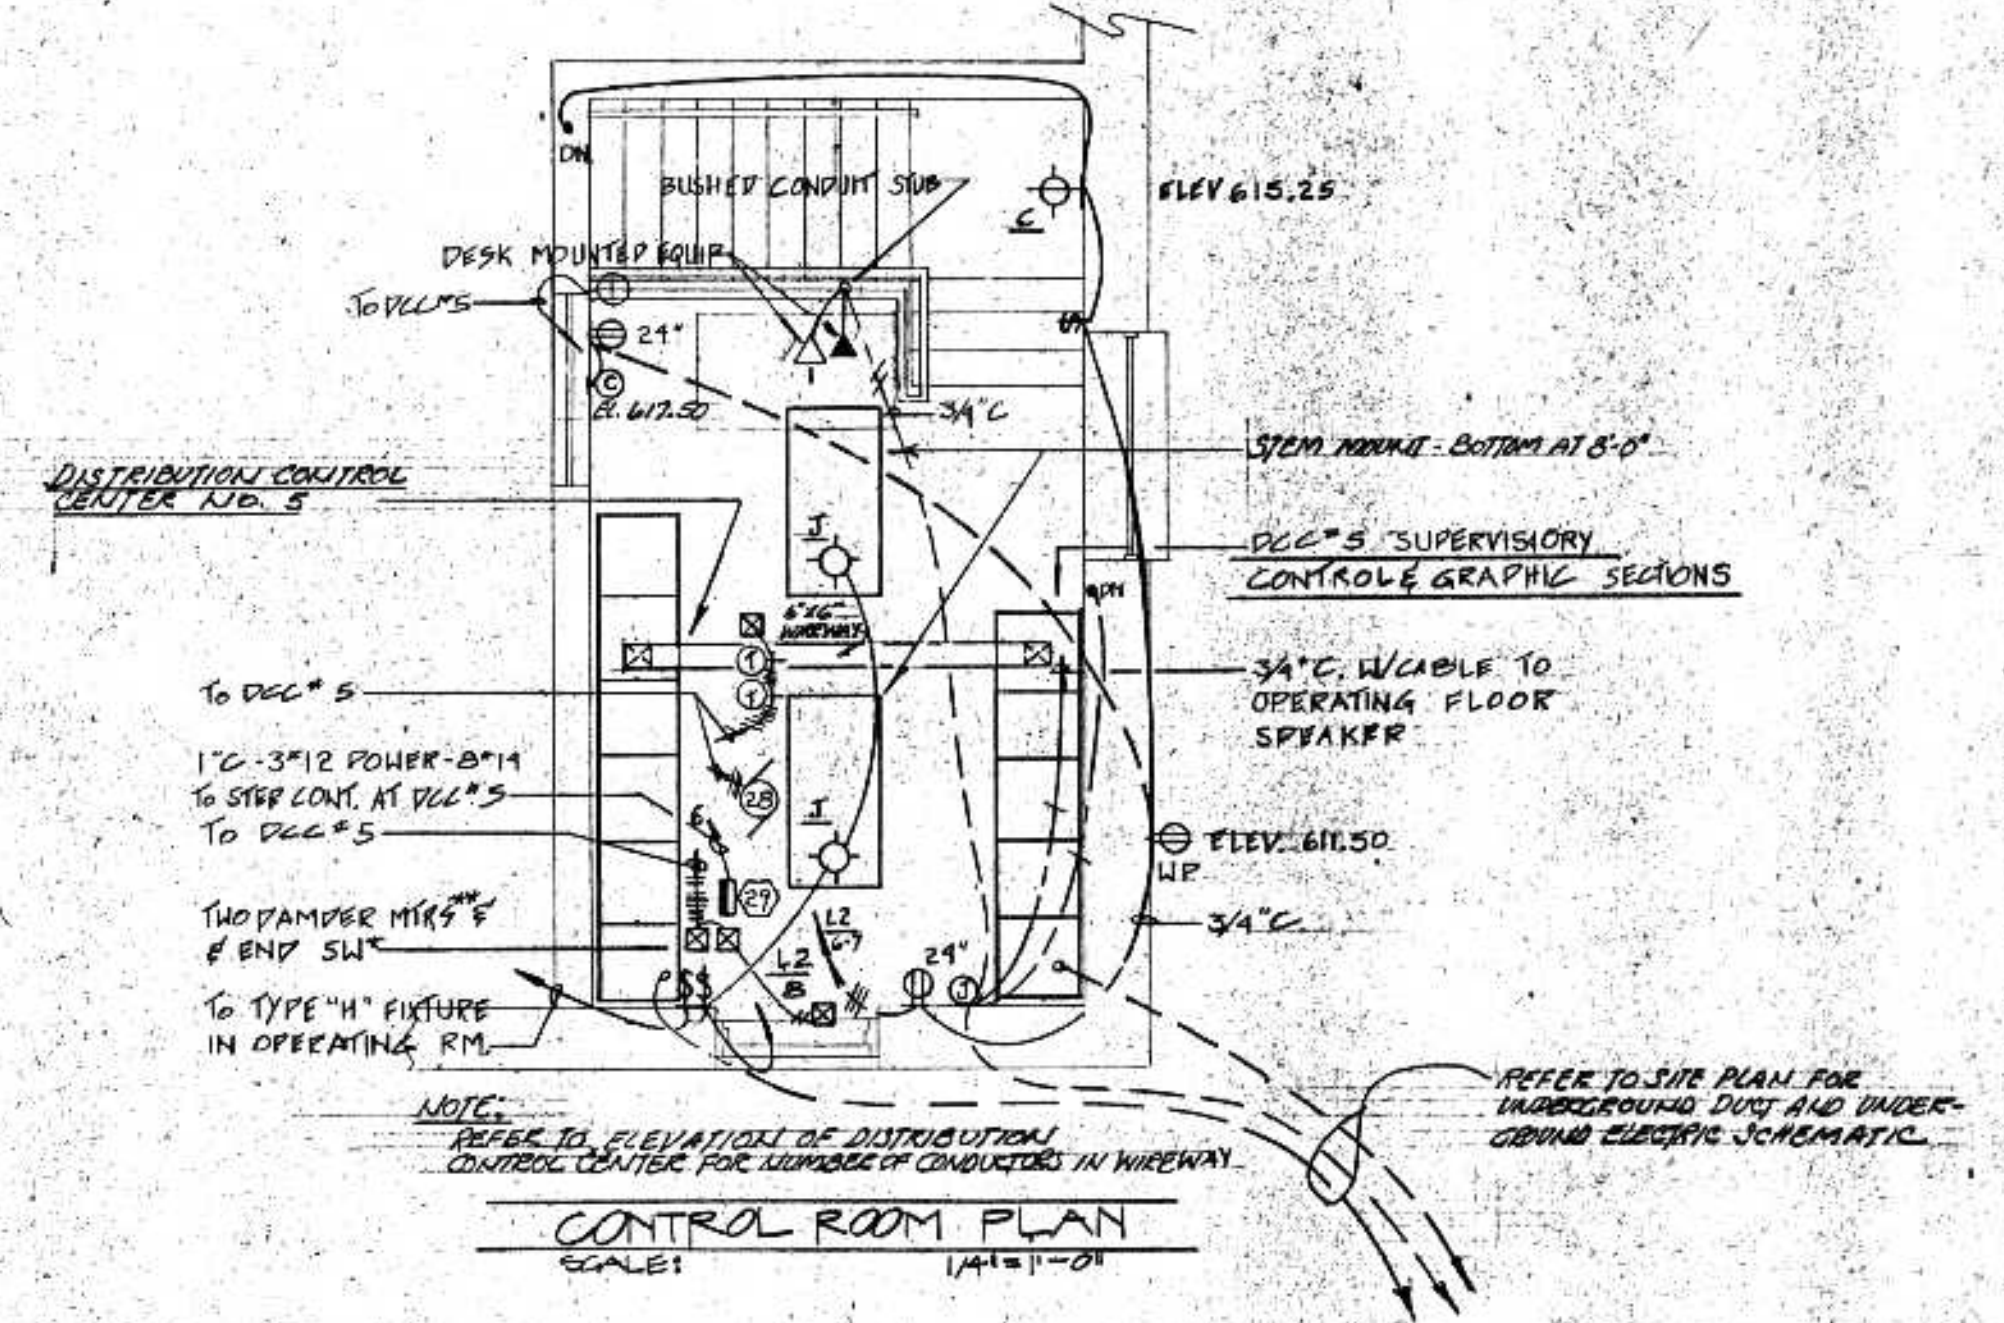 DN
BUSHED CONDUIT STUB
C
ELEV 615.25
DESK MOUNTED EQUIP
TO DCC#5
24"
C
EL. 617.50
3/4"C
STEM MOUNT - BOTTOM AT 8'-0"
DISTRIBUTION CONTROL
CENTER NO. 5
J
DCC#5 SUPERVISIORY
CONTROL & GRAPHIC SECTIONS
DN
6"X6"
WIREWAY
T
T
TO DCC# 5
3/4"C. W/CABLE TO
OPERATING FLOOR
SPEAKER
1"C-3#12 POWER-8#14
TO STEP CONT. AT DCC#5
TO DCC#5
28
6
J
ELEV. 611.50
WP
29
TWO DAMPER MTRS** &
& END SW*
L2
6-7
3/4"C
L2
8
24"
J
P
$$
TO TYPE "H" FIXTURE
IN OPERATING RM.
REFER TO SITE PLAN FOR
UNDERGROUND DUCT AND UNDER-
GROUND ELECTRIC SCHEMATIC
NOTE:
REFER TO ELEVATION OF DISTRIBUTION
CONTROL CENTER FOR NUMBER OF CONDUCTORS IN WIREWAY
CONTROL ROOM PLAN
SCALE: 1/4"=1'-0"